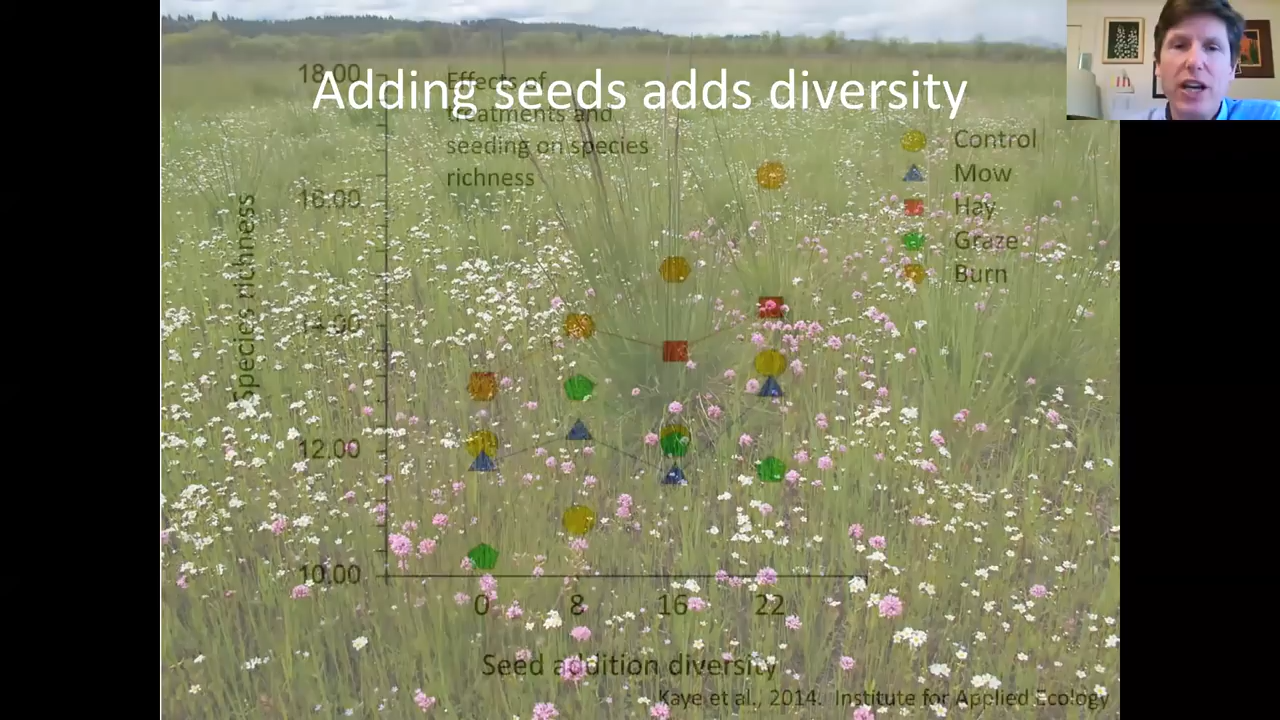 Adding seeds adds diversity
18.00
16.00
14.00
12.00
10.00
Species richness
Effects of
treatments and
seeding on species
richness
Control
Mow
Hay
Graze
Burn
0 8 16 22
Seed addition diversity
Kaye et al., 2014. Institute for Applied Ecology